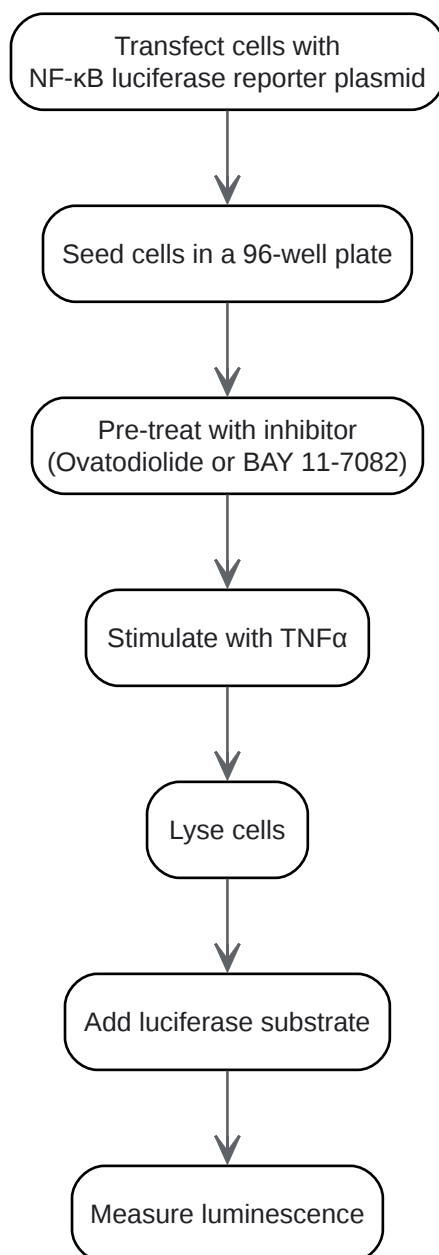 Transfect cells with
NF-κB luciferase reporter plasmid
Seed cells in a 96-well plate
Pre-treat with inhibitor
(Ovatodiolide or BAY 11-7082)
Stimulate with TNFα
Lyse cells
Add luciferase substrate
Measure luminescence